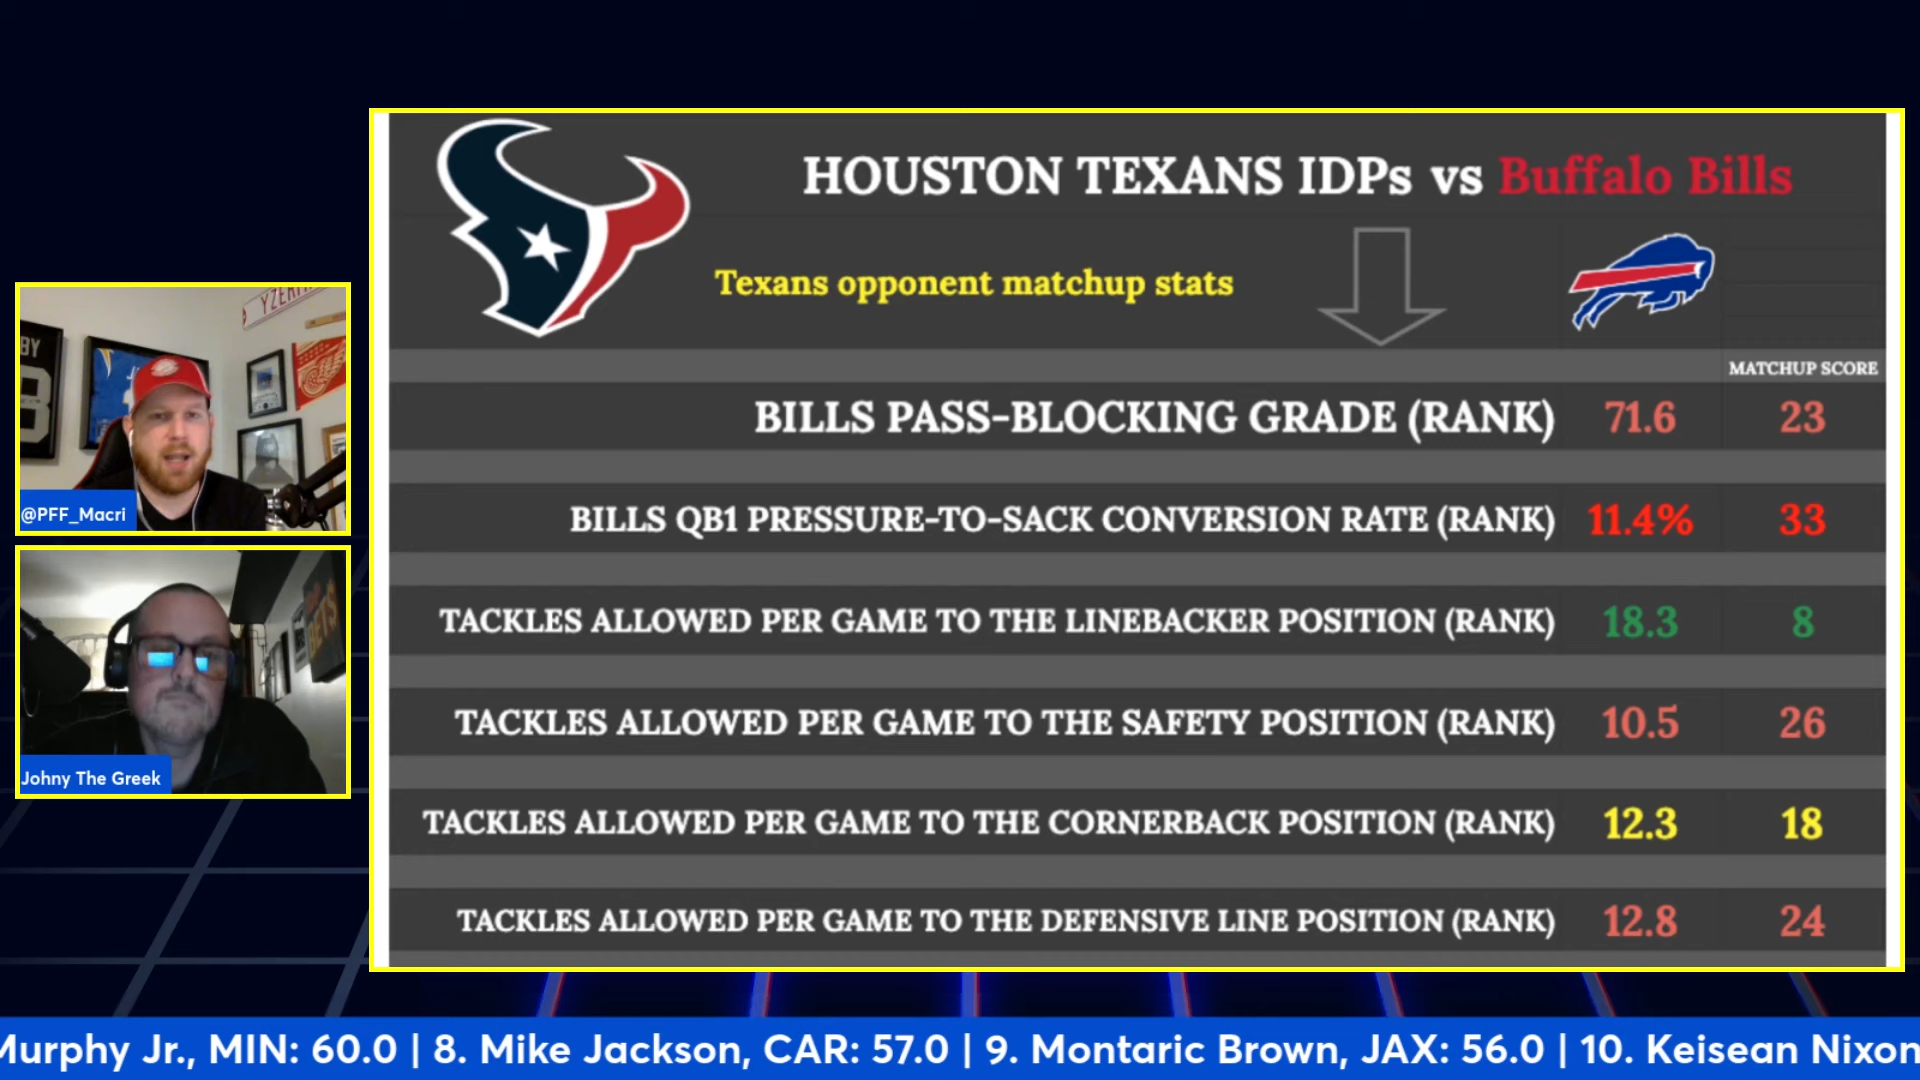 HOUSTON TEXANS IDPs vs Buffalo Bills
Texans opponent matchup stats
MATCHUP SCORE
BILLS PASS-BLOCKING GRADE (RANK) 71.6 23
BILLS QB1 PRESSURE-TO-SACK CONVERSION RATE (RANK) 11.4% 33
TACKLES ALLOWED PER GAME TO THE LINEBACKER POSITION (RANK) 18.3 8
TACKLES ALLOWED PER GAME TO THE SAFETY POSITION (RANK) 10.5 26
TACKLES ALLOWED PER GAME TO THE CORNERBACK POSITION (RANK) 12.3 18
TACKLES ALLOWED PER GAME TO THE DEFENSIVE LINE POSITION (RANK) 12.8 24
BY
8
@PFF_Macri
BETS
Johny The Greek
Murphy Jr., MIN: 60.0 | 8. Mike Jackson, CAR: 57.0 | 9. Montaric Brown, JAX: 56.0 | 10. Keisean Nixon